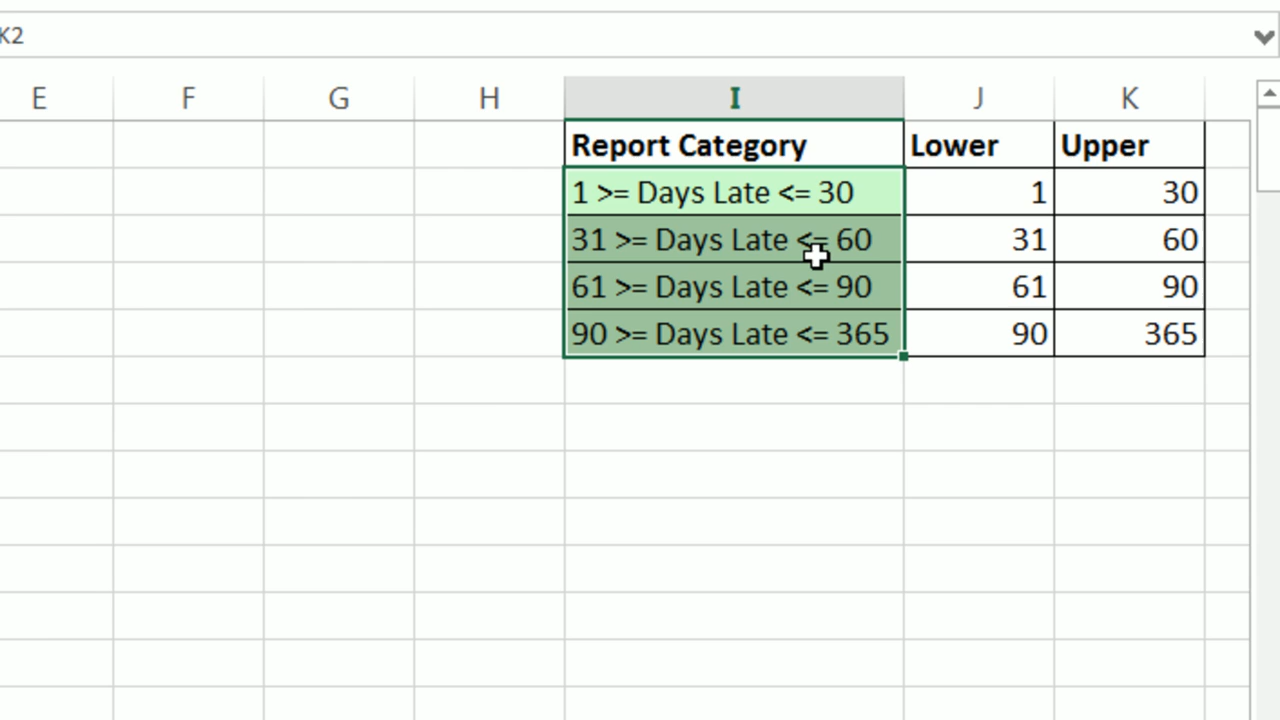 K2
E F G H I J K
Report Category Lower Upper
1 >= Days Late <= 30 1 30
31 >= Days Late <= 60 31 60
61 >= Days Late <= 90 61 90
90 >= Days Late <= 365 90 365